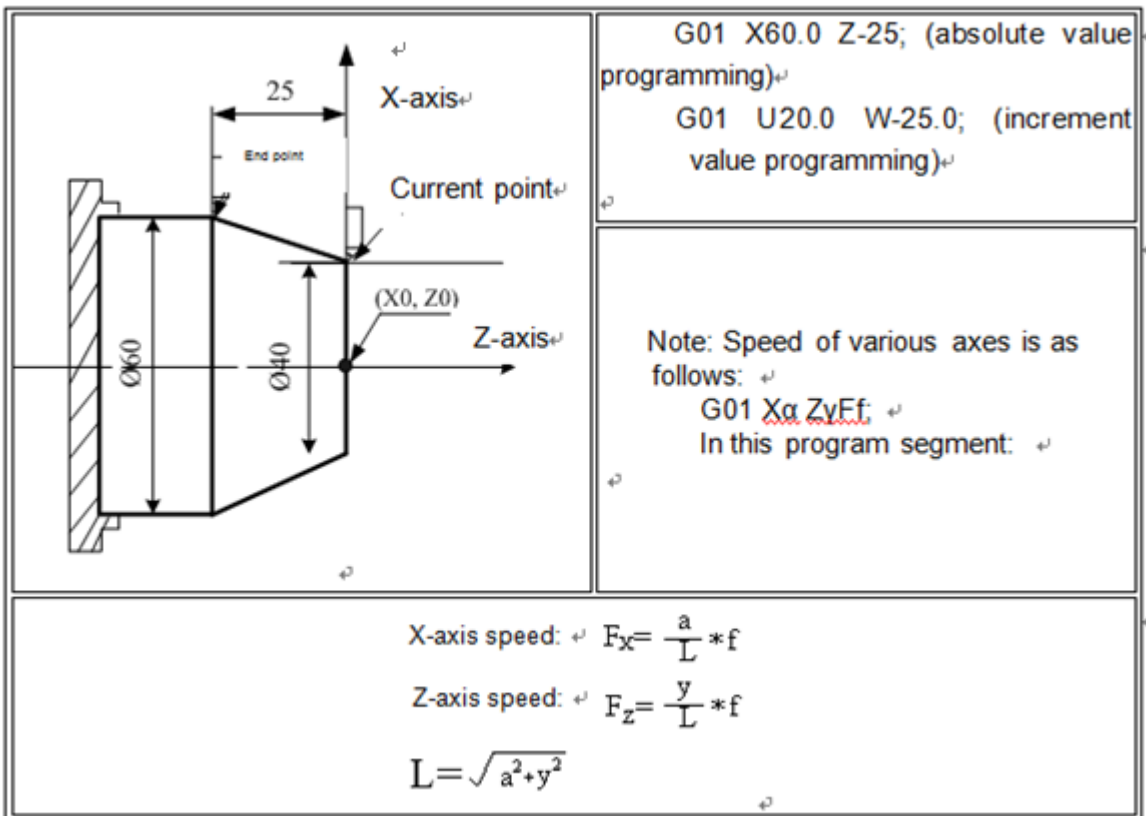 25
X-axis
End point
Current point
(X0, Z0)
Z-axis
Ø60
Ø40
G01 X60.0 Z-25; (absolute value
programming)
G01 U20.0 W-25.0; (increment
value programming)
Note: Speed of various axes is as
follows:
G01 Xα ZγFf;
In this program segment:
X-axis speed: Fx= a/L *f
Z-axis speed: Fz= y/L *f
L=√a²+y²